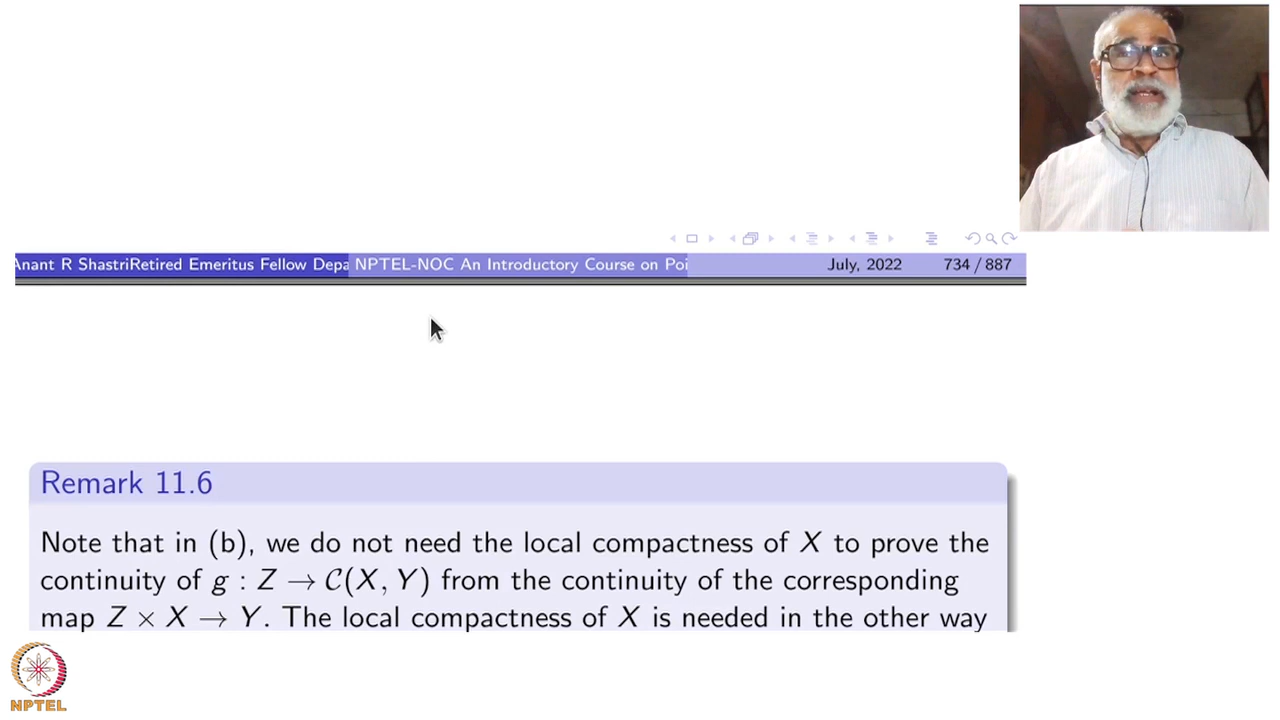 Anant R ShastriRetired Emeritus Fellow Depa NPTEL-NOC An Introductory Course on Poi July, 2022 734 / 887
Remark 11.6
Note that in (b), we do not need the local compactness of X to prove the
continuity of g : Z → 𝒞(X, Y) from the continuity of the corresponding
map Z × X → Y. The local compactness of X is needed in the other way
NPTEL